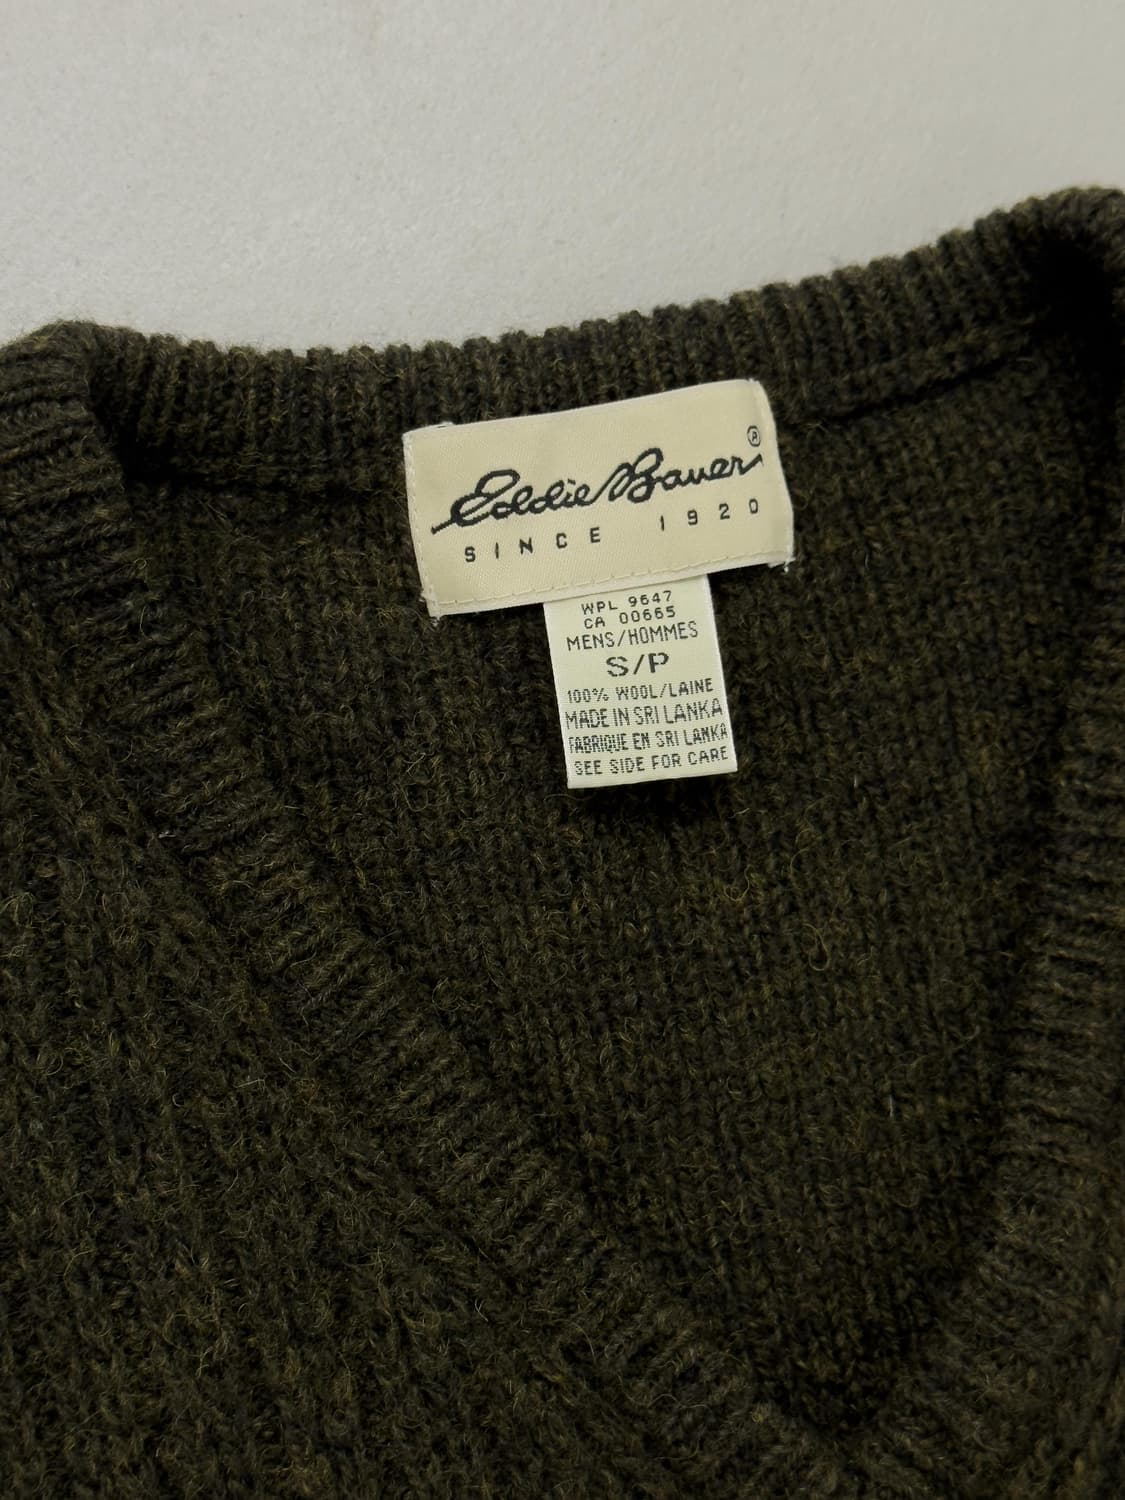 Eddie Bauer®
SINCE 1920
WPL 9647
CA 00665
MENS/HOMMES
S/P
100% WOOL/LAINE
MADE IN SRI LANKA
FABRIQUE EN SRI LANKA
SEE SIDE FOR CARE